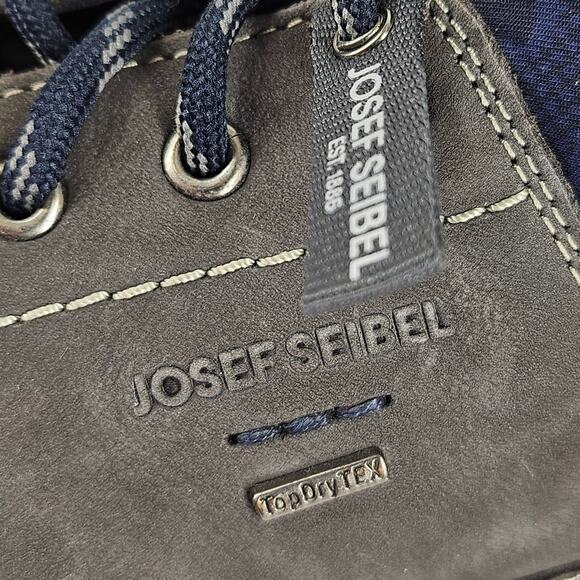 JOSEF SEIBEL
EST. 1886
JOSEF SEIBEL
TopDryTEX